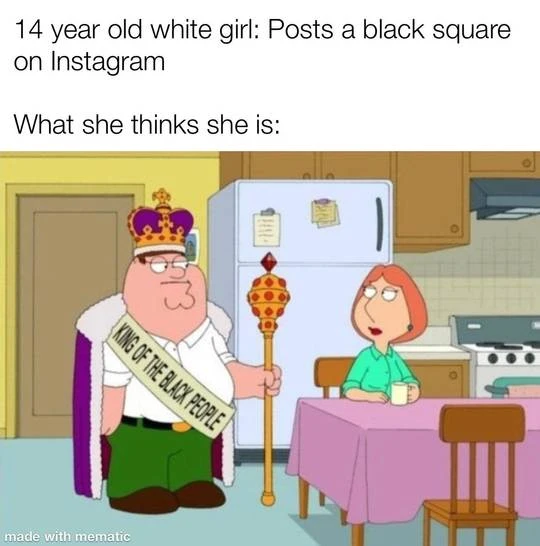 14 year old white girl: Posts a black square
on Instagram
What she thinks she is:
KING OF THE BLACK PEOPLE
made with mematic